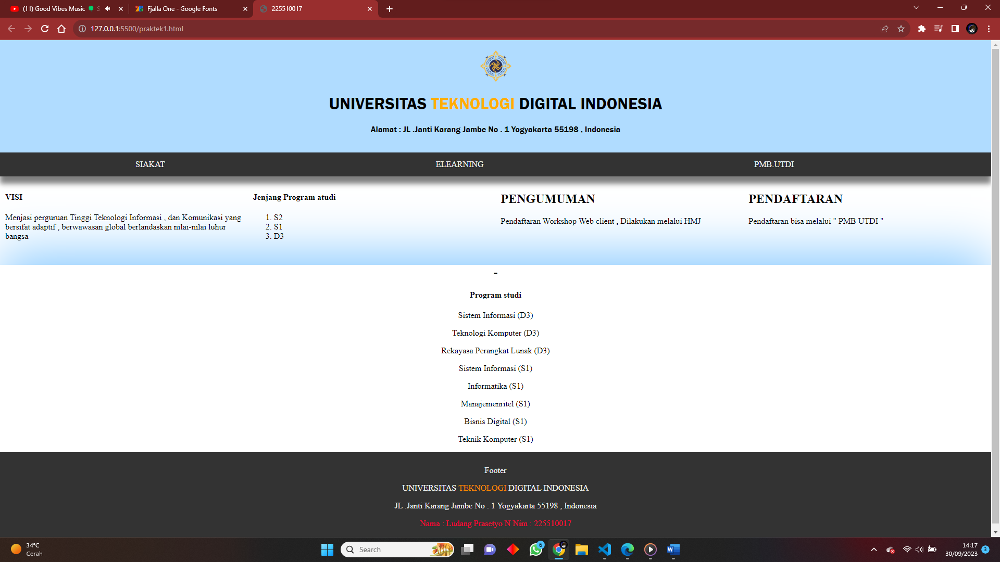 (11) Good Vibes Music
Fjalla One - Google Fonts
225510017
127.0.0.1:5500/praktek1.html
UNIVERSITAS TEKNOLOGI DIGITAL INDONESIA
Alamat : JL .Janti Karang Jambe No . 1 Yogyakarta 55198 , Indonesia
SIAKAT
ELEARNING
PMB.UTDI
VISI
Menjasi perguruan Tinggi Teknologi Informasi , dan Komunikasi yang
bersifat adaptif , berwawasan global berlandaskan nilai-nilai luhur
bangsa
Jenjang Program atudi
1. S2
2. S1
3. D3
PENGUMUMAN
Pendaftaran Workshop Web client , Dilakukan melalui HMJ
PENDAFTARAN
Pendaftaran bisa melalui " PMB UTDI "
-
Program studi
Sistem Informasi (D3)
Teknologi Komputer (D3)
Rekayasa Perangkat Lunak (D3)
Sistem Informasi (S1)
Informatika (S1)
Manajemenritel (S1)
Bisnis Digital (S1)
Teknik Komputer (S1)
Footer
UNIVERSITAS TEKNOLOGI DIGITAL INDONESIA
JL .Janti Karang Jambe No . 1 Yogyakarta 55198 , Indonesia
Nama : Ludang Prasetyo N Nim : 225510017
34°C
Cerah
Search
6
W
14:17
30/09/2023
3